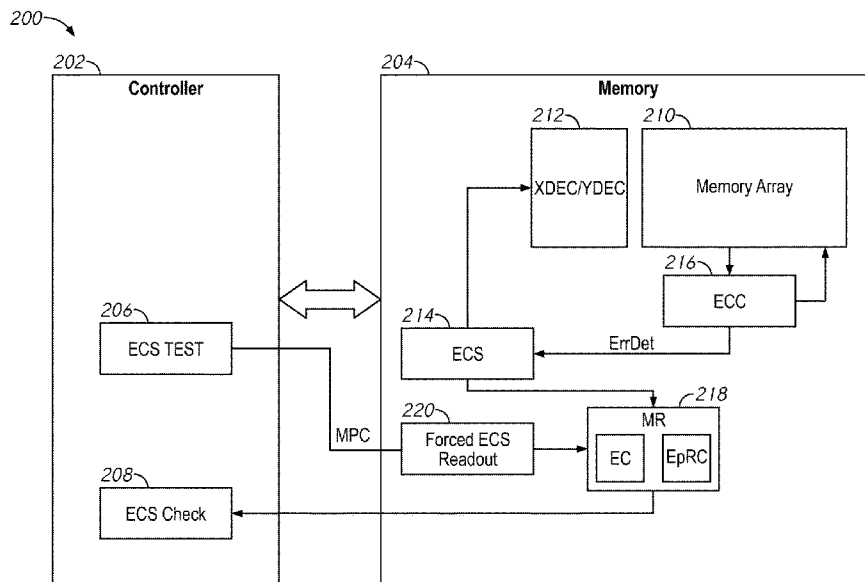 200
202
204
Controller
Memory
212
210
XDEC/YDEC
Memory Array
216
ECC
206
214
ECS TEST
ECS
ErrDet
220
218
MPC
Forced ECS
Readout
MR
EC
EpRC
208
ECS Check